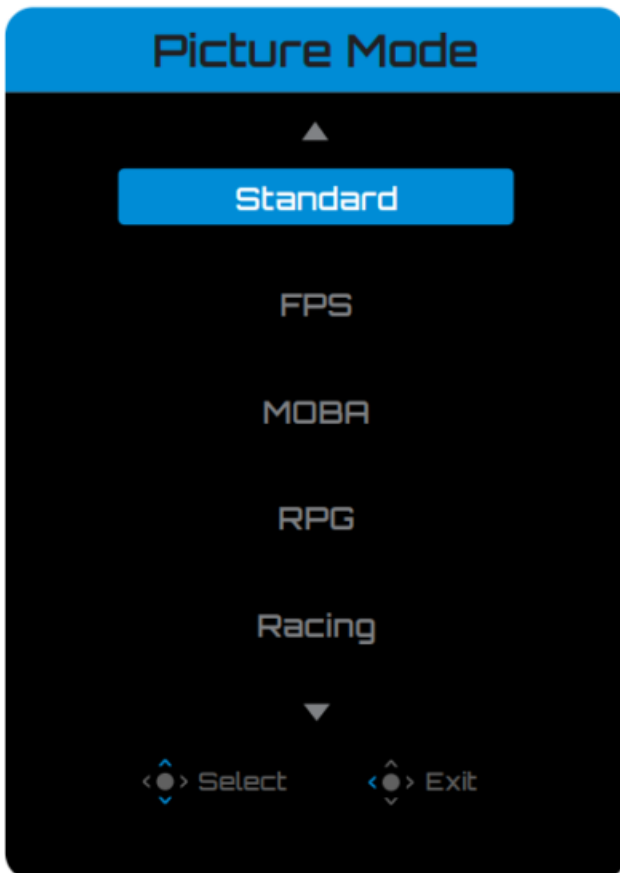 Picture Mode
Standard
FPS
MOBA
RPG
Racing
Select Exit